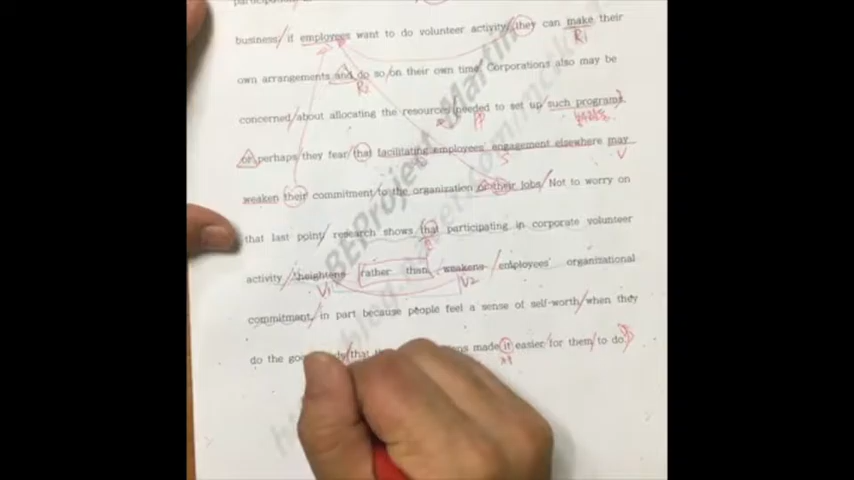 business/ if employees want to do volunteer activity, they can make their
R1
own arrangements and do so/on their own time. Corporations also may be
R2
concerned/about allocating the resources/needed to set up such programs,
or perhaps/they fear/that facilitating employees' engagement elsewhere may
S V
weaken their commitment/to the organization or their jobs/Not to worry on
that last point/ research shows that participating in corporate volunteer
activity /heightens rather than weakens/ employees' organizational
V1 V2
commitment/ in part because people feel a sense of self-worth/when they
do the that made it easier/for them/to do